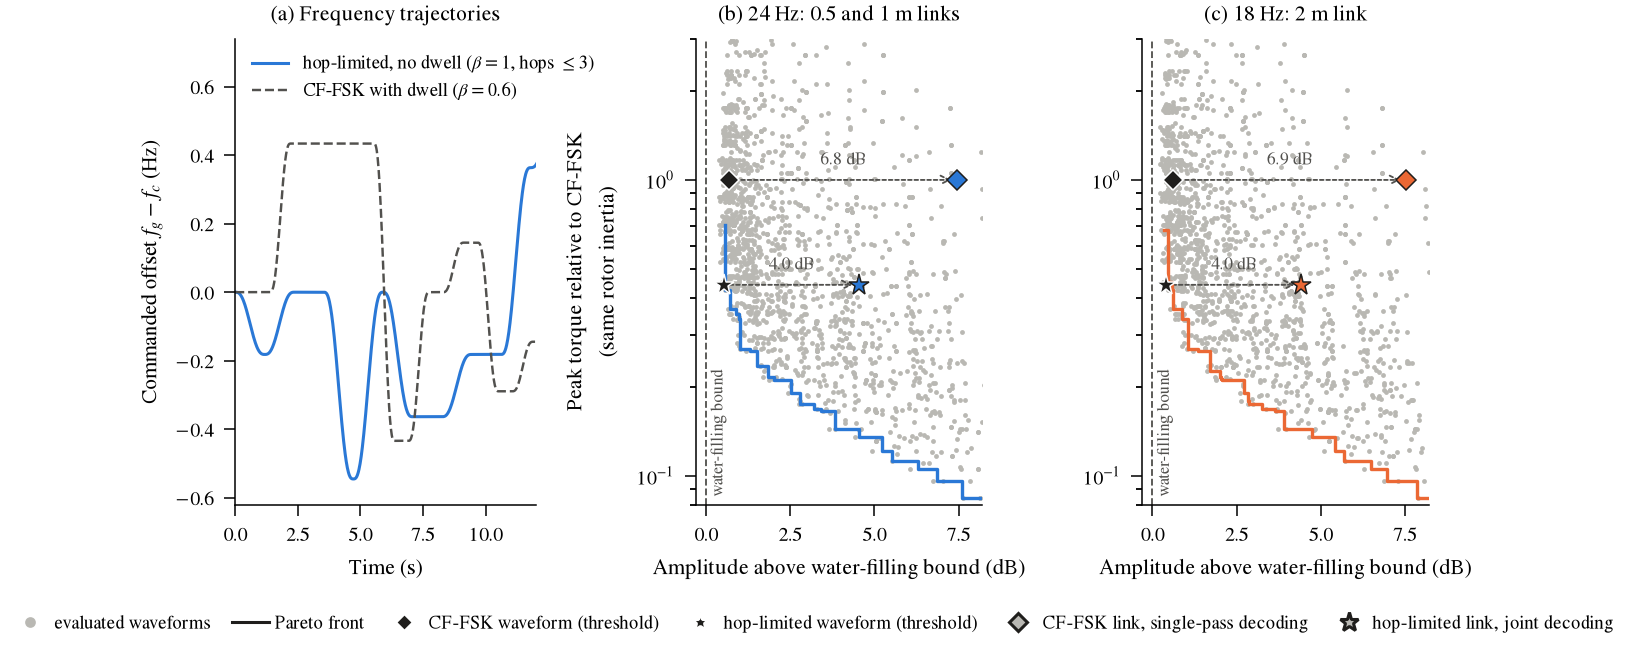 (a) Frequency trajectories
hop-limited, no dwell (β = 1, hops ≤ 3)
CF-FSK with dwell (β = 0.6)
Commanded offset f_g − f_c (Hz)
0.6
0.4
0.2
0.0
−0.2
−0.4
−0.6
0.0 2.5 5.0 7.5 10.0
Time (s)
(b) 24 Hz: 0.5 and 1 m links
Peak torque relative to CF-FSK
(same rotor inertia)
10⁰
10⁻¹
6.8 dB
4.0 dB
water-filling bound
0.0 2.5 5.0 7.5
Amplitude above water-filling bound (dB)
(c) 18 Hz: 2 m link
10⁰
10⁻¹
6.9 dB
4.0 dB
water-filling bound
0.0 2.5 5.0 7.5
Amplitude above water-filling bound (dB)
evaluated waveforms Pareto front CF-FSK waveform (threshold) hop-limited waveform (threshold) CF-FSK link, single-pass decoding hop-limited link, joint decoding